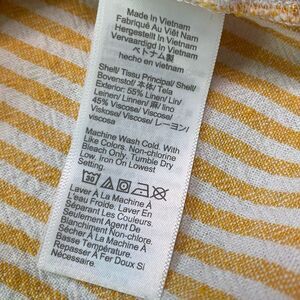 Made In Vietnam
Fabriqué Au Viêt Nam
Hergestellt In Vietnam
Vervaardigd In Vietnam
ベトナム製
hecho en vietnam
Shell/ Tissu Principal/ Shell/
Bovenstof/ 本体/ Tela
Exterior: 55% Linen/ Lin/
Leinen/ Linnen/ 麻/ lino
45% Viscose/ Viscose/
Viskose/ Viscose/ レーヨン/
viscosa
Machine Wash Cold. With
Like Colors. Non-chlorine
Bleach Only. Tumble Dry
Low. Iron On Lowest
Setting.
30
Laver À La Machine À
L'eau Froide. Laver En
Séparant Les Couleurs.
Seulement Agent De
Blanchiment Non-chloré.
Séchage À La Machine À
Basse Température.
Repasser À Fer Doux Si
Nécessaire.